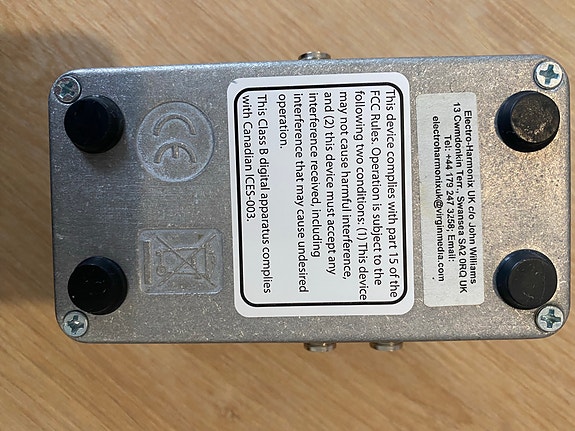 Electro-Harmonix UK c/o John Williams
13 Cwmdonkin Terr., Swansea SA2 0RQ UK
Tel: +44 179 247 3258; Email:
electroharmonixuk@virginmedia.com
This device complies with part 15 of the
FCC Rules. Operation is subject to the
following two conditions: (1) This device
may not cause harmful interference,
and (2) this device must accept any
interference received, including
interference that may cause undesired
operation.
This Class B digital apparatus complies
with Canadian ICES-003.
CE